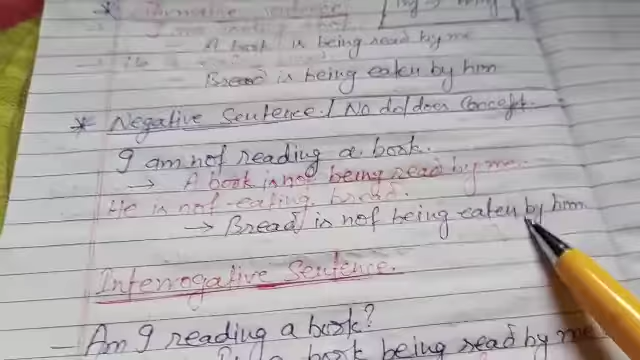 sentence
A book is being read by me
Bread is being eaten by him
* Negative Sentence / No do/does Concept.
I am not reading a book.
→ A book is not being read by me.
He is not eating bread.
→ Bread is not being eaten by him
Interrogative Sentence.
- Am I reading a book?
a book being read by me